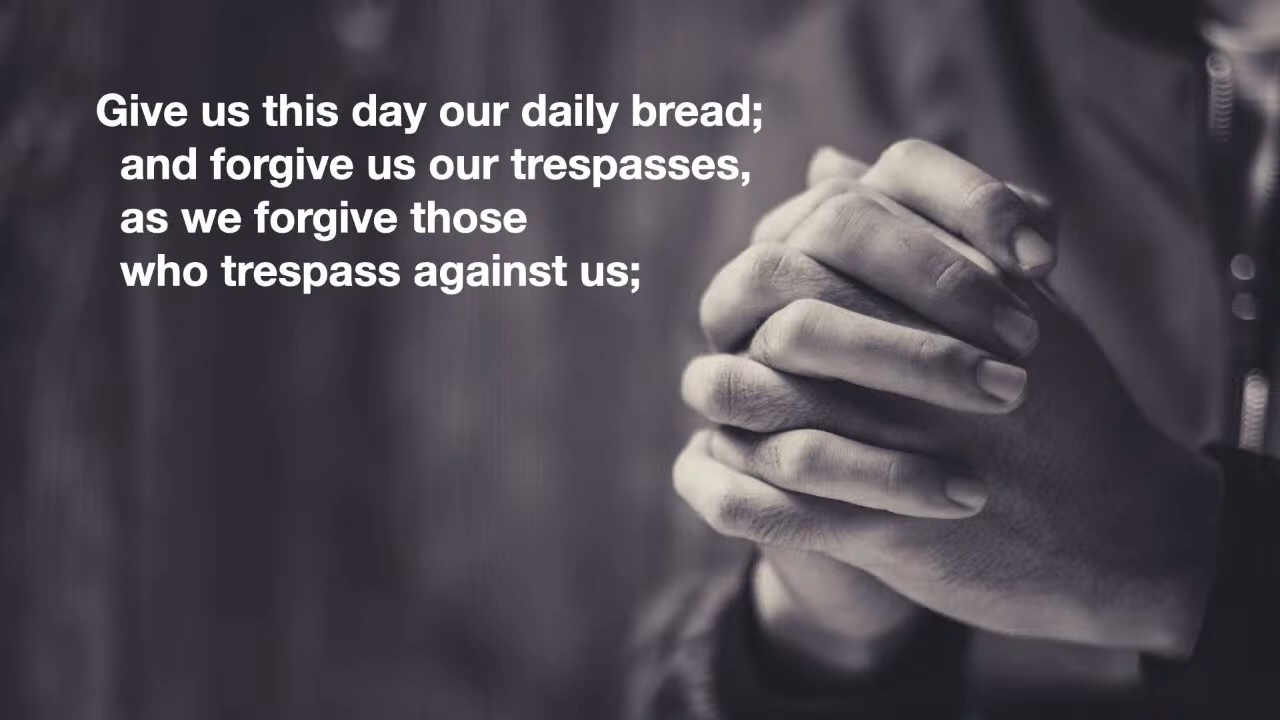 Give us this day our daily bread;
and forgive us our trespasses,
as we forgive those
who trespass against us;